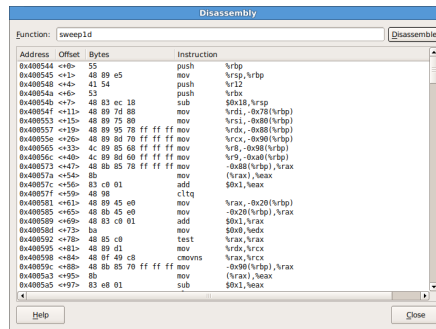 Disassembly
Function: sweep1d Disassemble
Address Offset Bytes Instruction
0x400544 <+0> 55 push %rbp
0x400545 <+1> 48 89 e5 mov %rsp,%rbp
0x400548 <+4> 41 54 push %r12
0x40054a <+6> 53 push %rbx
0x40054b <+7> 48 83 ec 18 sub $0x18,%rsp
0x40054f <+11> 48 89 7d 88 mov %rdi,-0x78(%rbp)
0x400553 <+15> 48 89 75 80 mov %rsi,-0x80(%rbp)
0x400557 <+19> 48 89 95 78 ff ff ff mov %rdx,-0x88(%rbp)
0x40055e <+26> 48 89 8d 70 ff ff ff mov %rcx,-0x90(%rbp)
0x400565 <+33> 4c 89 85 68 ff ff ff mov %r8,-0x98(%rbp)
0x40056c <+40> 4c 89 8d 60 ff ff ff mov %r9,-0xa0(%rbp)
0x400573 <+47> 48 8b 85 78 ff ff ff mov -0x88(%rbp),%rax
0x40057a <+54> 8b mov (%rax),%eax
0x40057c <+56> 83 c0 01 add $0x1,%eax
0x40057f <+59> 48 98 cltq
0x400581 <+61> 48 89 45 e0 mov %rax,-0x20(%rbp)
0x400585 <+65> 48 8b 45 e0 mov -0x20(%rbp),%rax
0x400589 <+69> 48 83 c0 01 add $0x1,%rax
0x40058d <+73> ba mov $0x0,%edx
0x400592 <+78> 48 85 c0 test %rax,%rax
0x400595 <+81> 48 89 d1 mov %rdx,%rcx
0x400598 <+84> 48 0f 49 c8 cmovns %rax,%rcx
0x40059c <+88> 48 8b 85 70 ff ff ff mov -0x90(%rbp),%rax
0x4005a3 <+95> 8b mov (%rax),%eax
0x4005a5 <+97> 83 e8 01 sub $0x1,%eax
Help Close